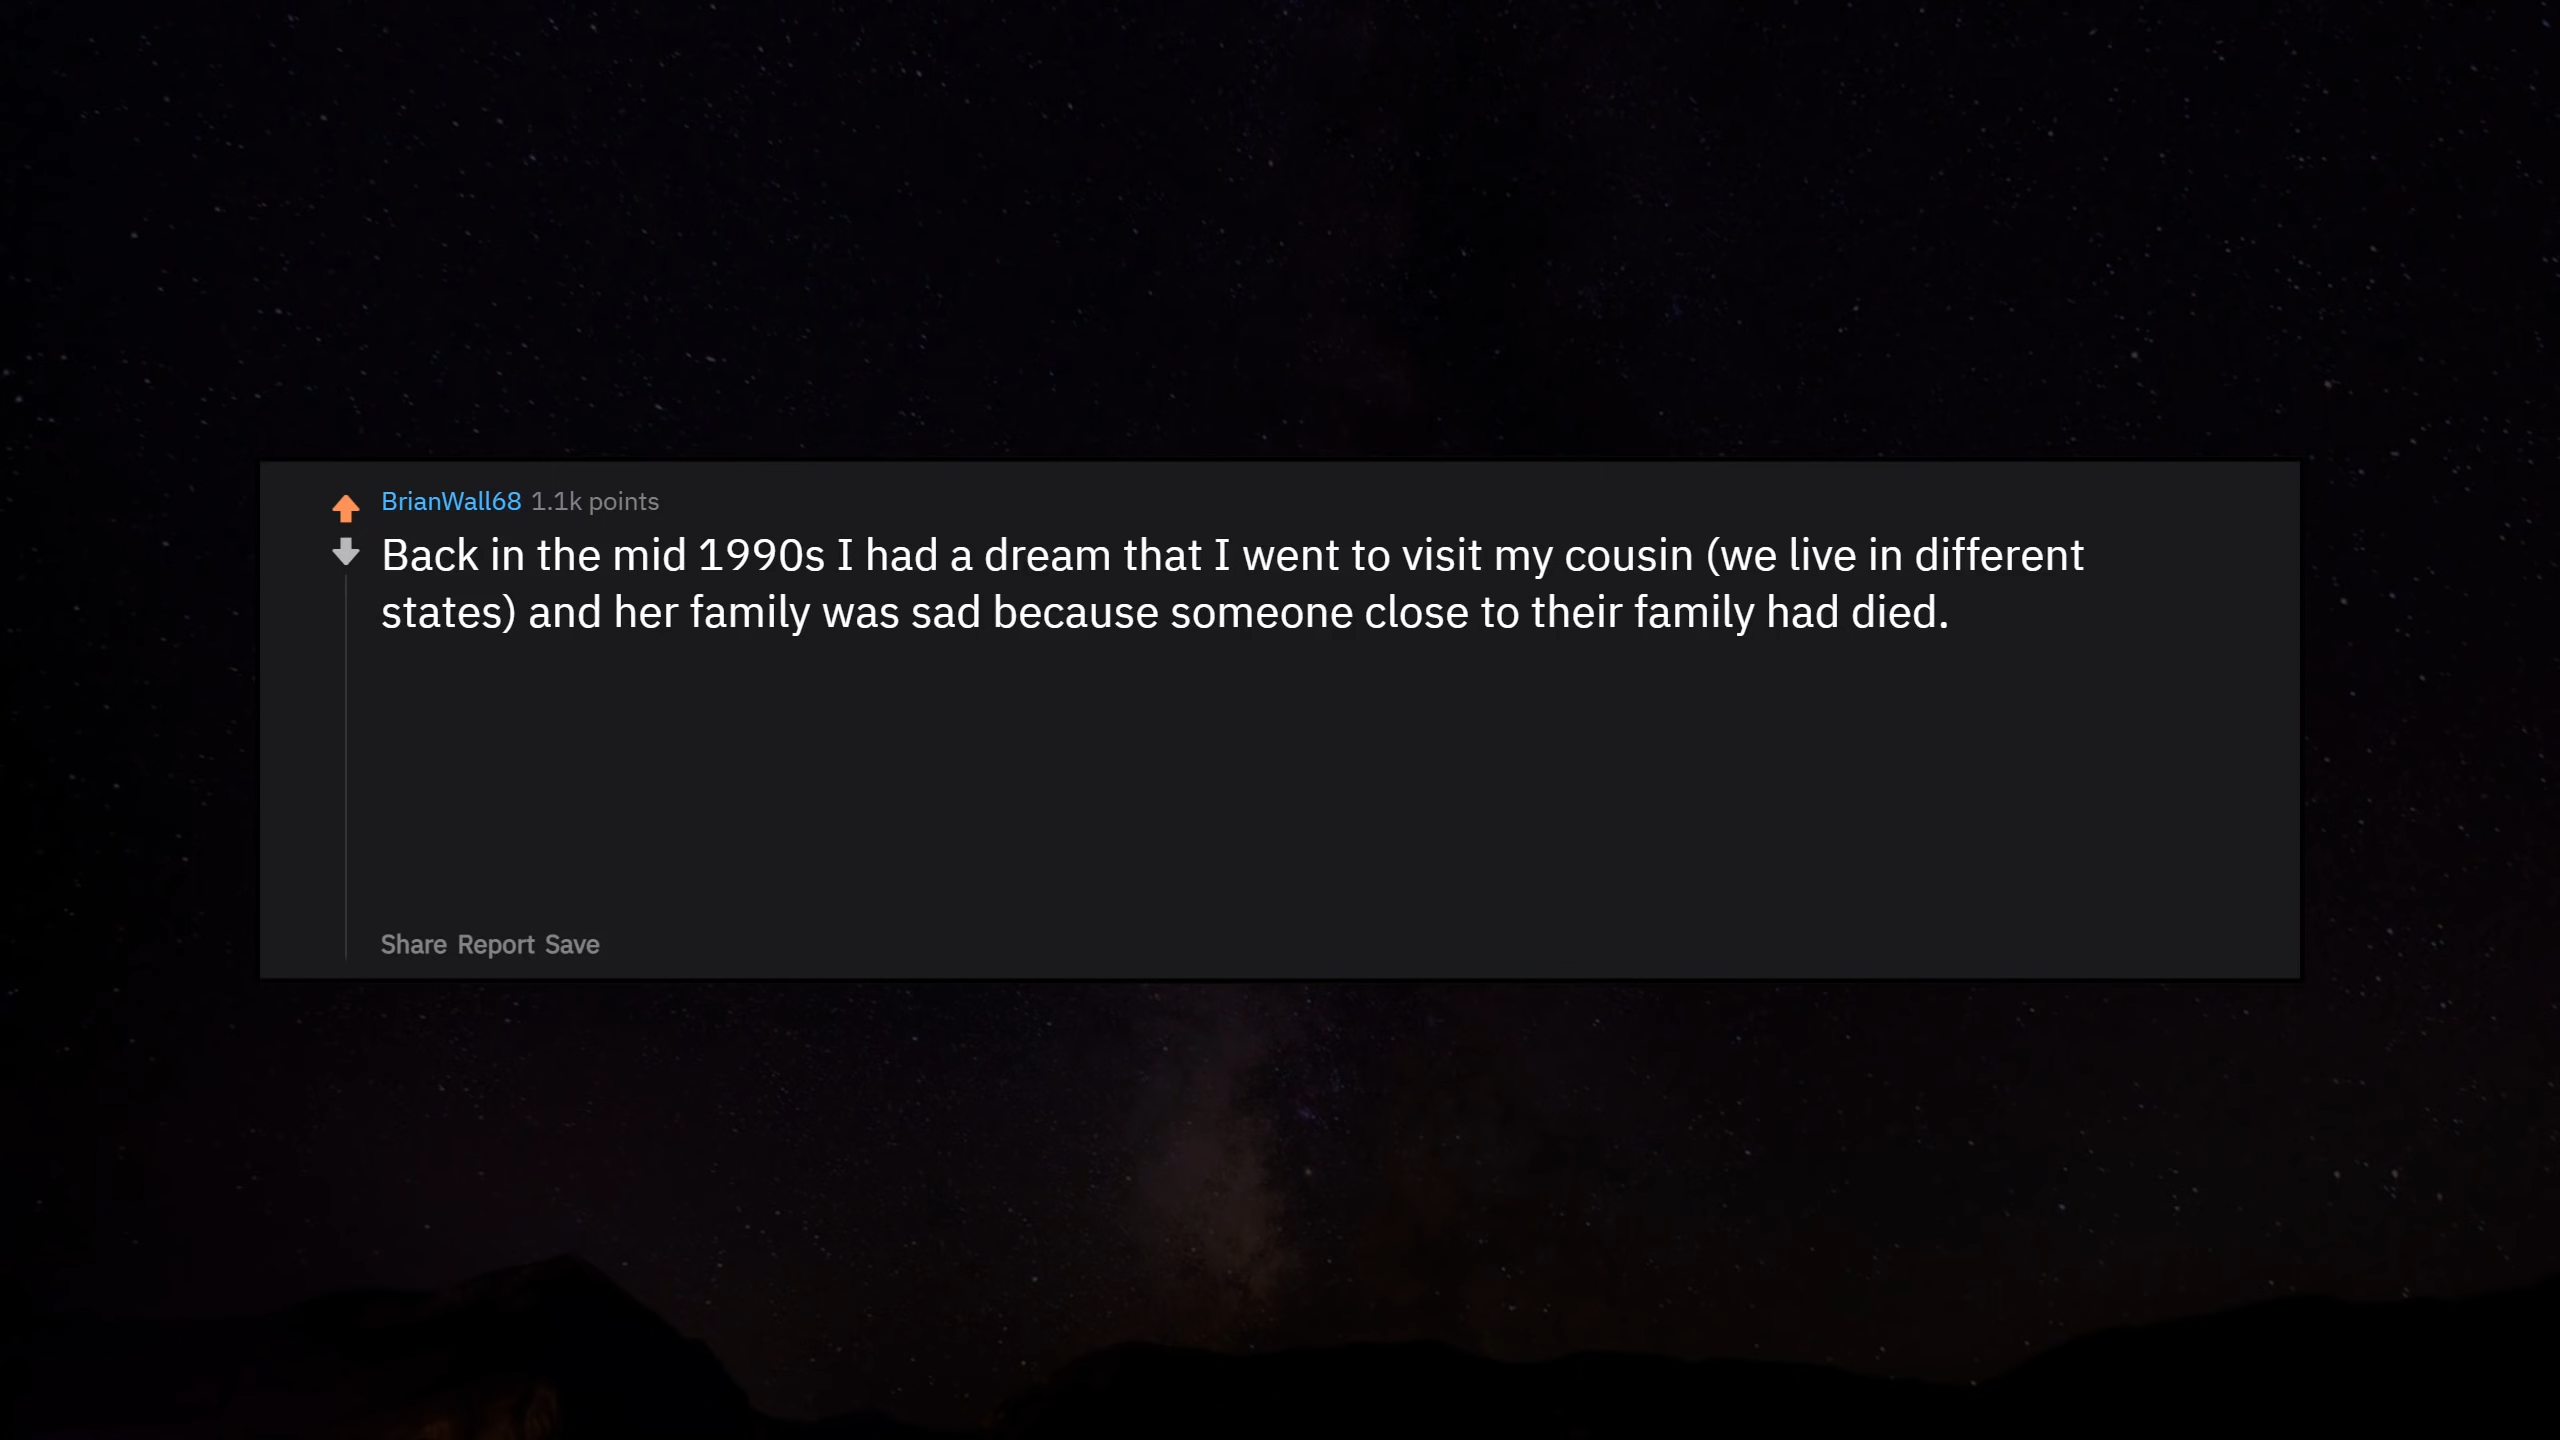 BrianWall68 1.1k points
Back in the mid 1990s I had a dream that I went to visit my cousin (we live in different
states) and her family was sad because someone close to their family had died.
Share Report Save